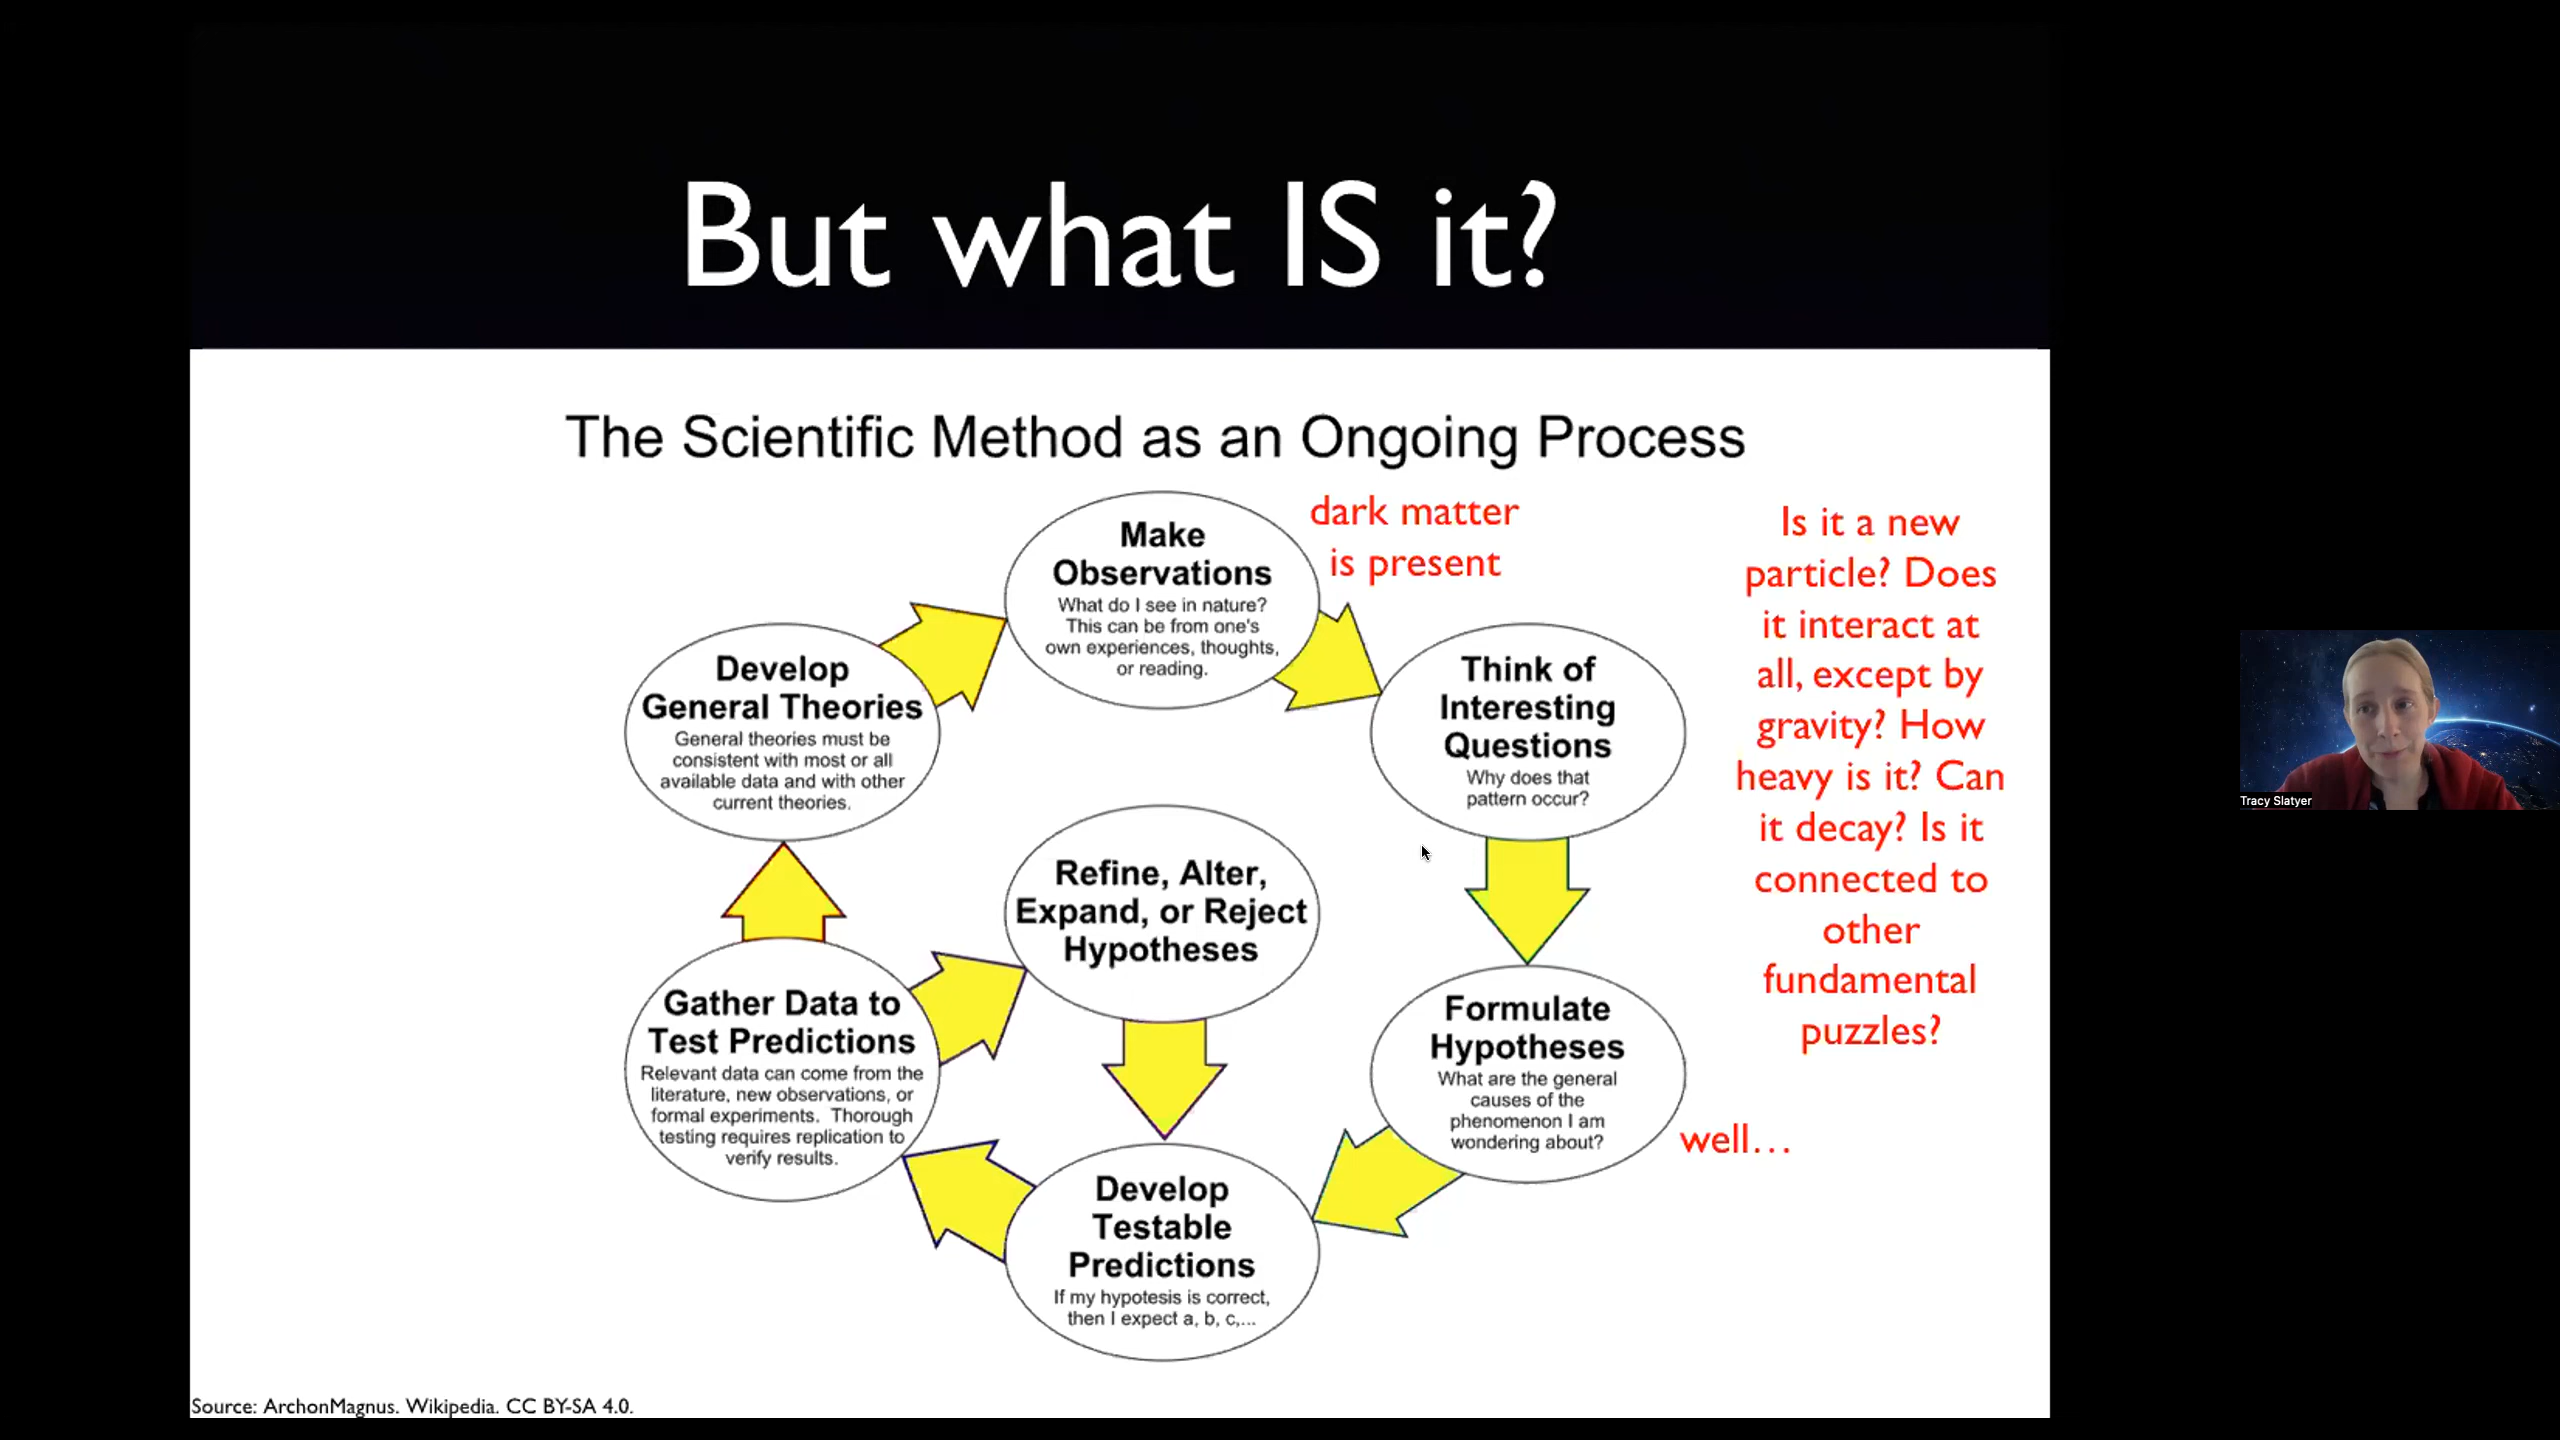 But what IS it?
The Scientific Method as an Ongoing Process
Make
Observations
What do I see in nature?
This can be from one's
own experiences, thoughts,
or reading.
dark matter
is present
Think of
Interesting
Questions
Why does that
pattern occur?
Is it a new
particle? Does
it interact at
all, except by
gravity? How
heavy is it? Can
it decay? Is it
connected to
other
fundamental
puzzles?
Formulate
Hypotheses
What are the general
causes of the
phenomenon I am
wondering about?
well...
Develop
Testable
Predictions
If my hypotesis is correct,
then I expect a, b, c,...
Gather Data to
Test Predictions
Relevant data can come from the
literature, new observations, or
formal experiments. Thorough
testing requires replication to
verify results.
Refine, Alter,
Expand, or Reject
Hypotheses
Develop
General Theories
General theories must be
consistent with most or all
available data and with other
current theories.
Source: ArchonMagnus. Wikipedia. CC BY-SA 4.0.
Tracy Slatyer